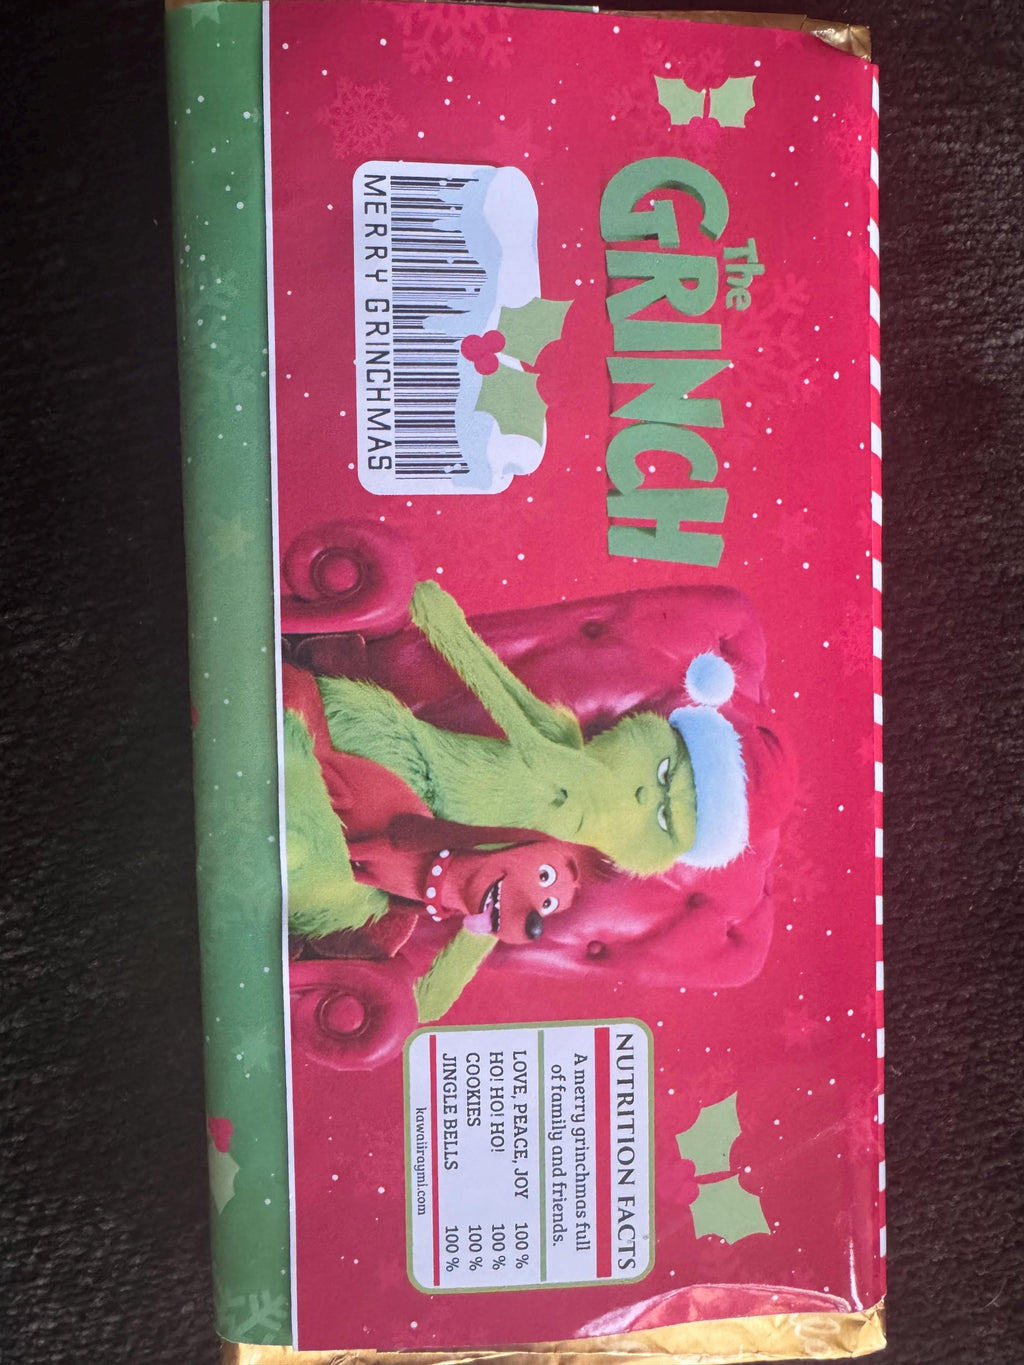 The
GRINCH
MERRY GRINCHMAS
NUTRITION FACTS
A merry grinchmas full
of family and friends.
LOVE, PEACE, JOY 100 %
HO! HO! HO! 100 %
COOKIES 100 %
JINGLE BELLS 100 %
kawaiiraymi.com